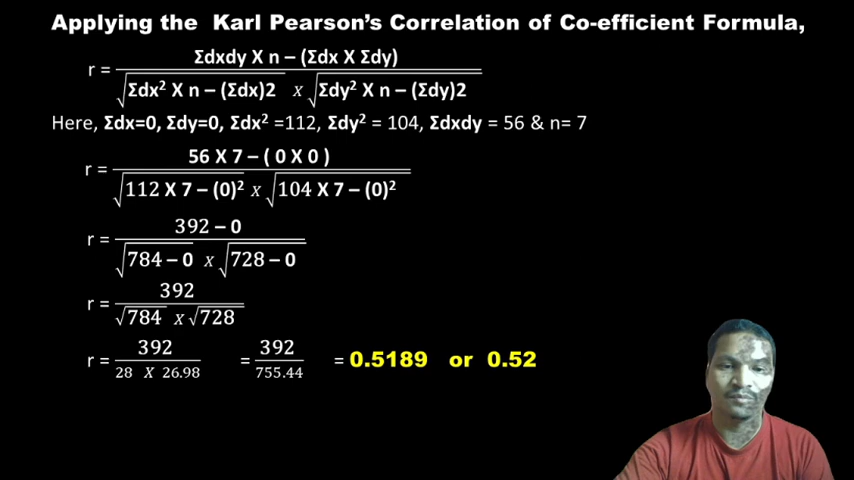 Applying the Karl Pearson's Correlation of Co-efficient Formula,
r = Σdxdy X n – (Σdx X Σdy)
√Σdx² X n – (Σdx)2 x √Σdy² X n – (Σdy)2
Here, Σdx=0, Σdy=0, Σdx² =112, Σdy² = 104, Σdxdy = 56 & n= 7
r = 56 X 7 – ( 0 X 0 )
√112 X 7 – (0)² x √104 X 7 – (0)²
r = 392 – 0
√784 – 0 x √728 – 0
r = 392
√784 X √728
r = 392 = 392 = 0.5189 or 0.52
28 X 26.98 755.44